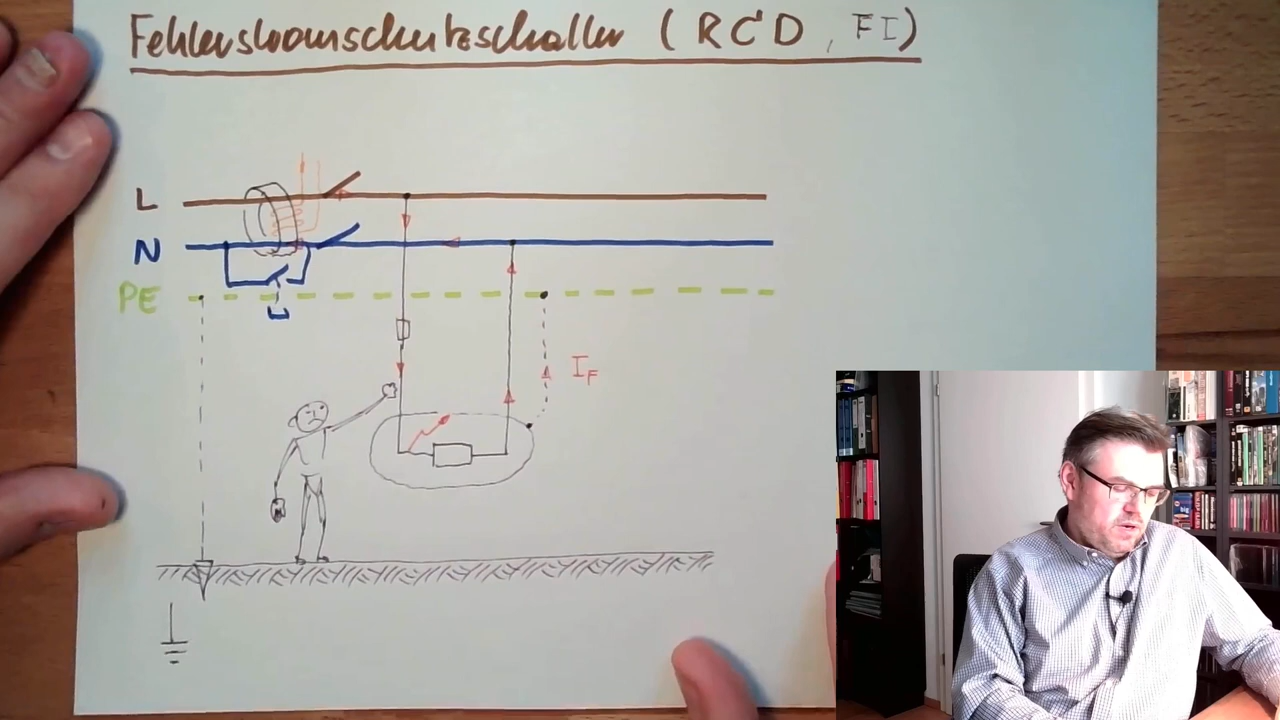 Fehlerstromschutzschalter (RCD, FI)
L
N
PE
I_F